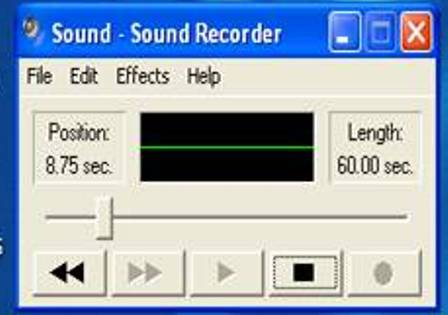 Sound - Sound Recorder
File Edit Effects Help
Position:
8.75 sec.
Length:
60.00 sec.